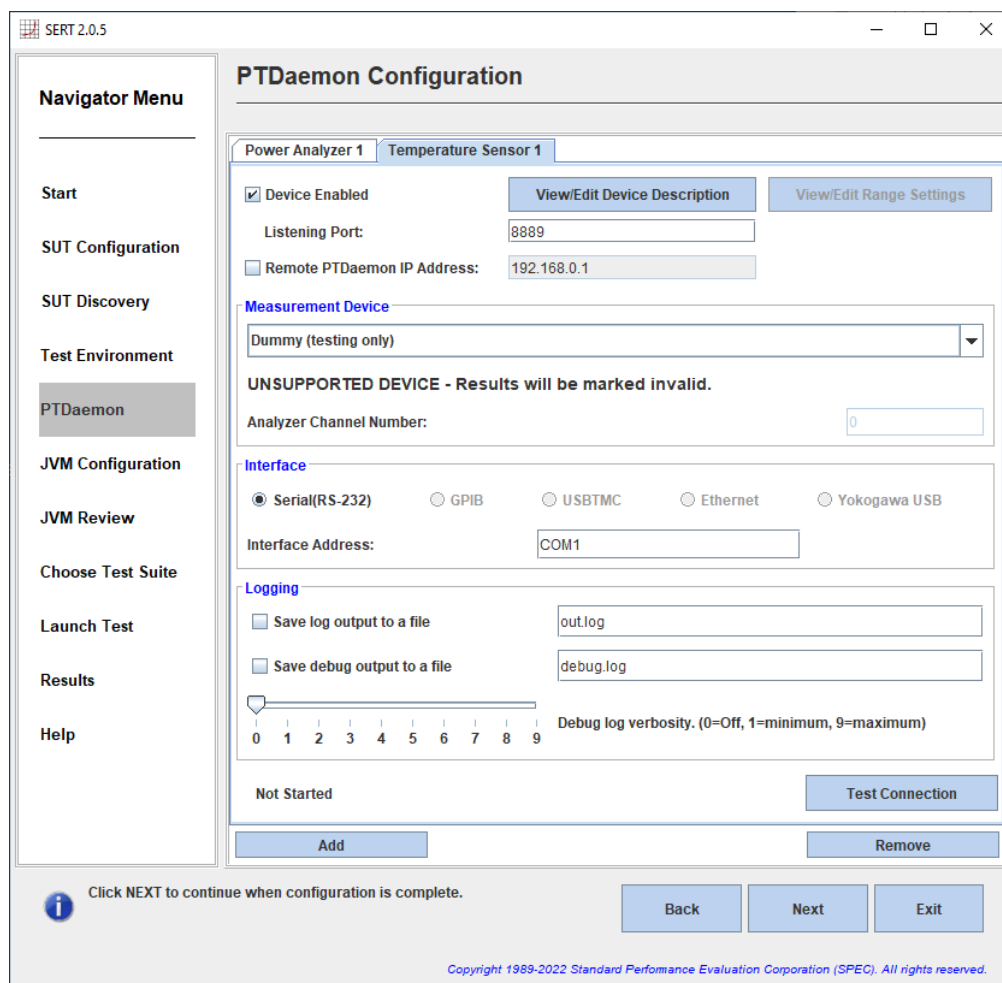 SERT 2.0.5
Navigator Menu
Start
SUT Configuration
SUT Discovery
Test Environment
PTDaemon
JVM Configuration
JVM Review
Choose Test Suite
Launch Test
Results
Help
PTDaemon Configuration
Power Analyzer 1 Temperature Sensor 1
Device Enabled View/Edit Device Description View/Edit Range Settings
Listening Port: 8889
Remote PTDaemon IP Address: 192.168.0.1
Measurement Device
Dummy (testing only)
UNSUPPORTED DEVICE - Results will be marked invalid.
Analyzer Channel Number: 0
Interface
Serial(RS-232) GPIB USBTMC Ethernet Yokogawa USB
Interface Address: COM1
Logging
Save log output to a file out.log
Save debug output to a file debug.log
0 1 2 3 4 5 6 7 8 9 Debug log verbosity. (0=Off, 1=minimum, 9=maximum)
Not Started Test Connection
Add Remove
Click NEXT to continue when configuration is complete.
Back Next Exit
Copyright 1989-2022 Standard Performance Evaluation Corporation (SPEC). All rights reserved.